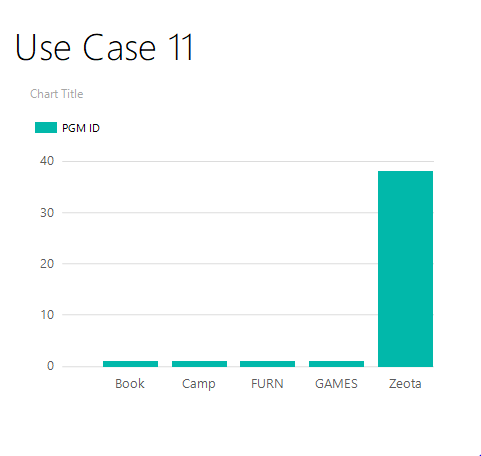 Use Case 11
Chart Title
PGM ID
40
30
20
10
0
Book Camp FURN GAMES Zeota